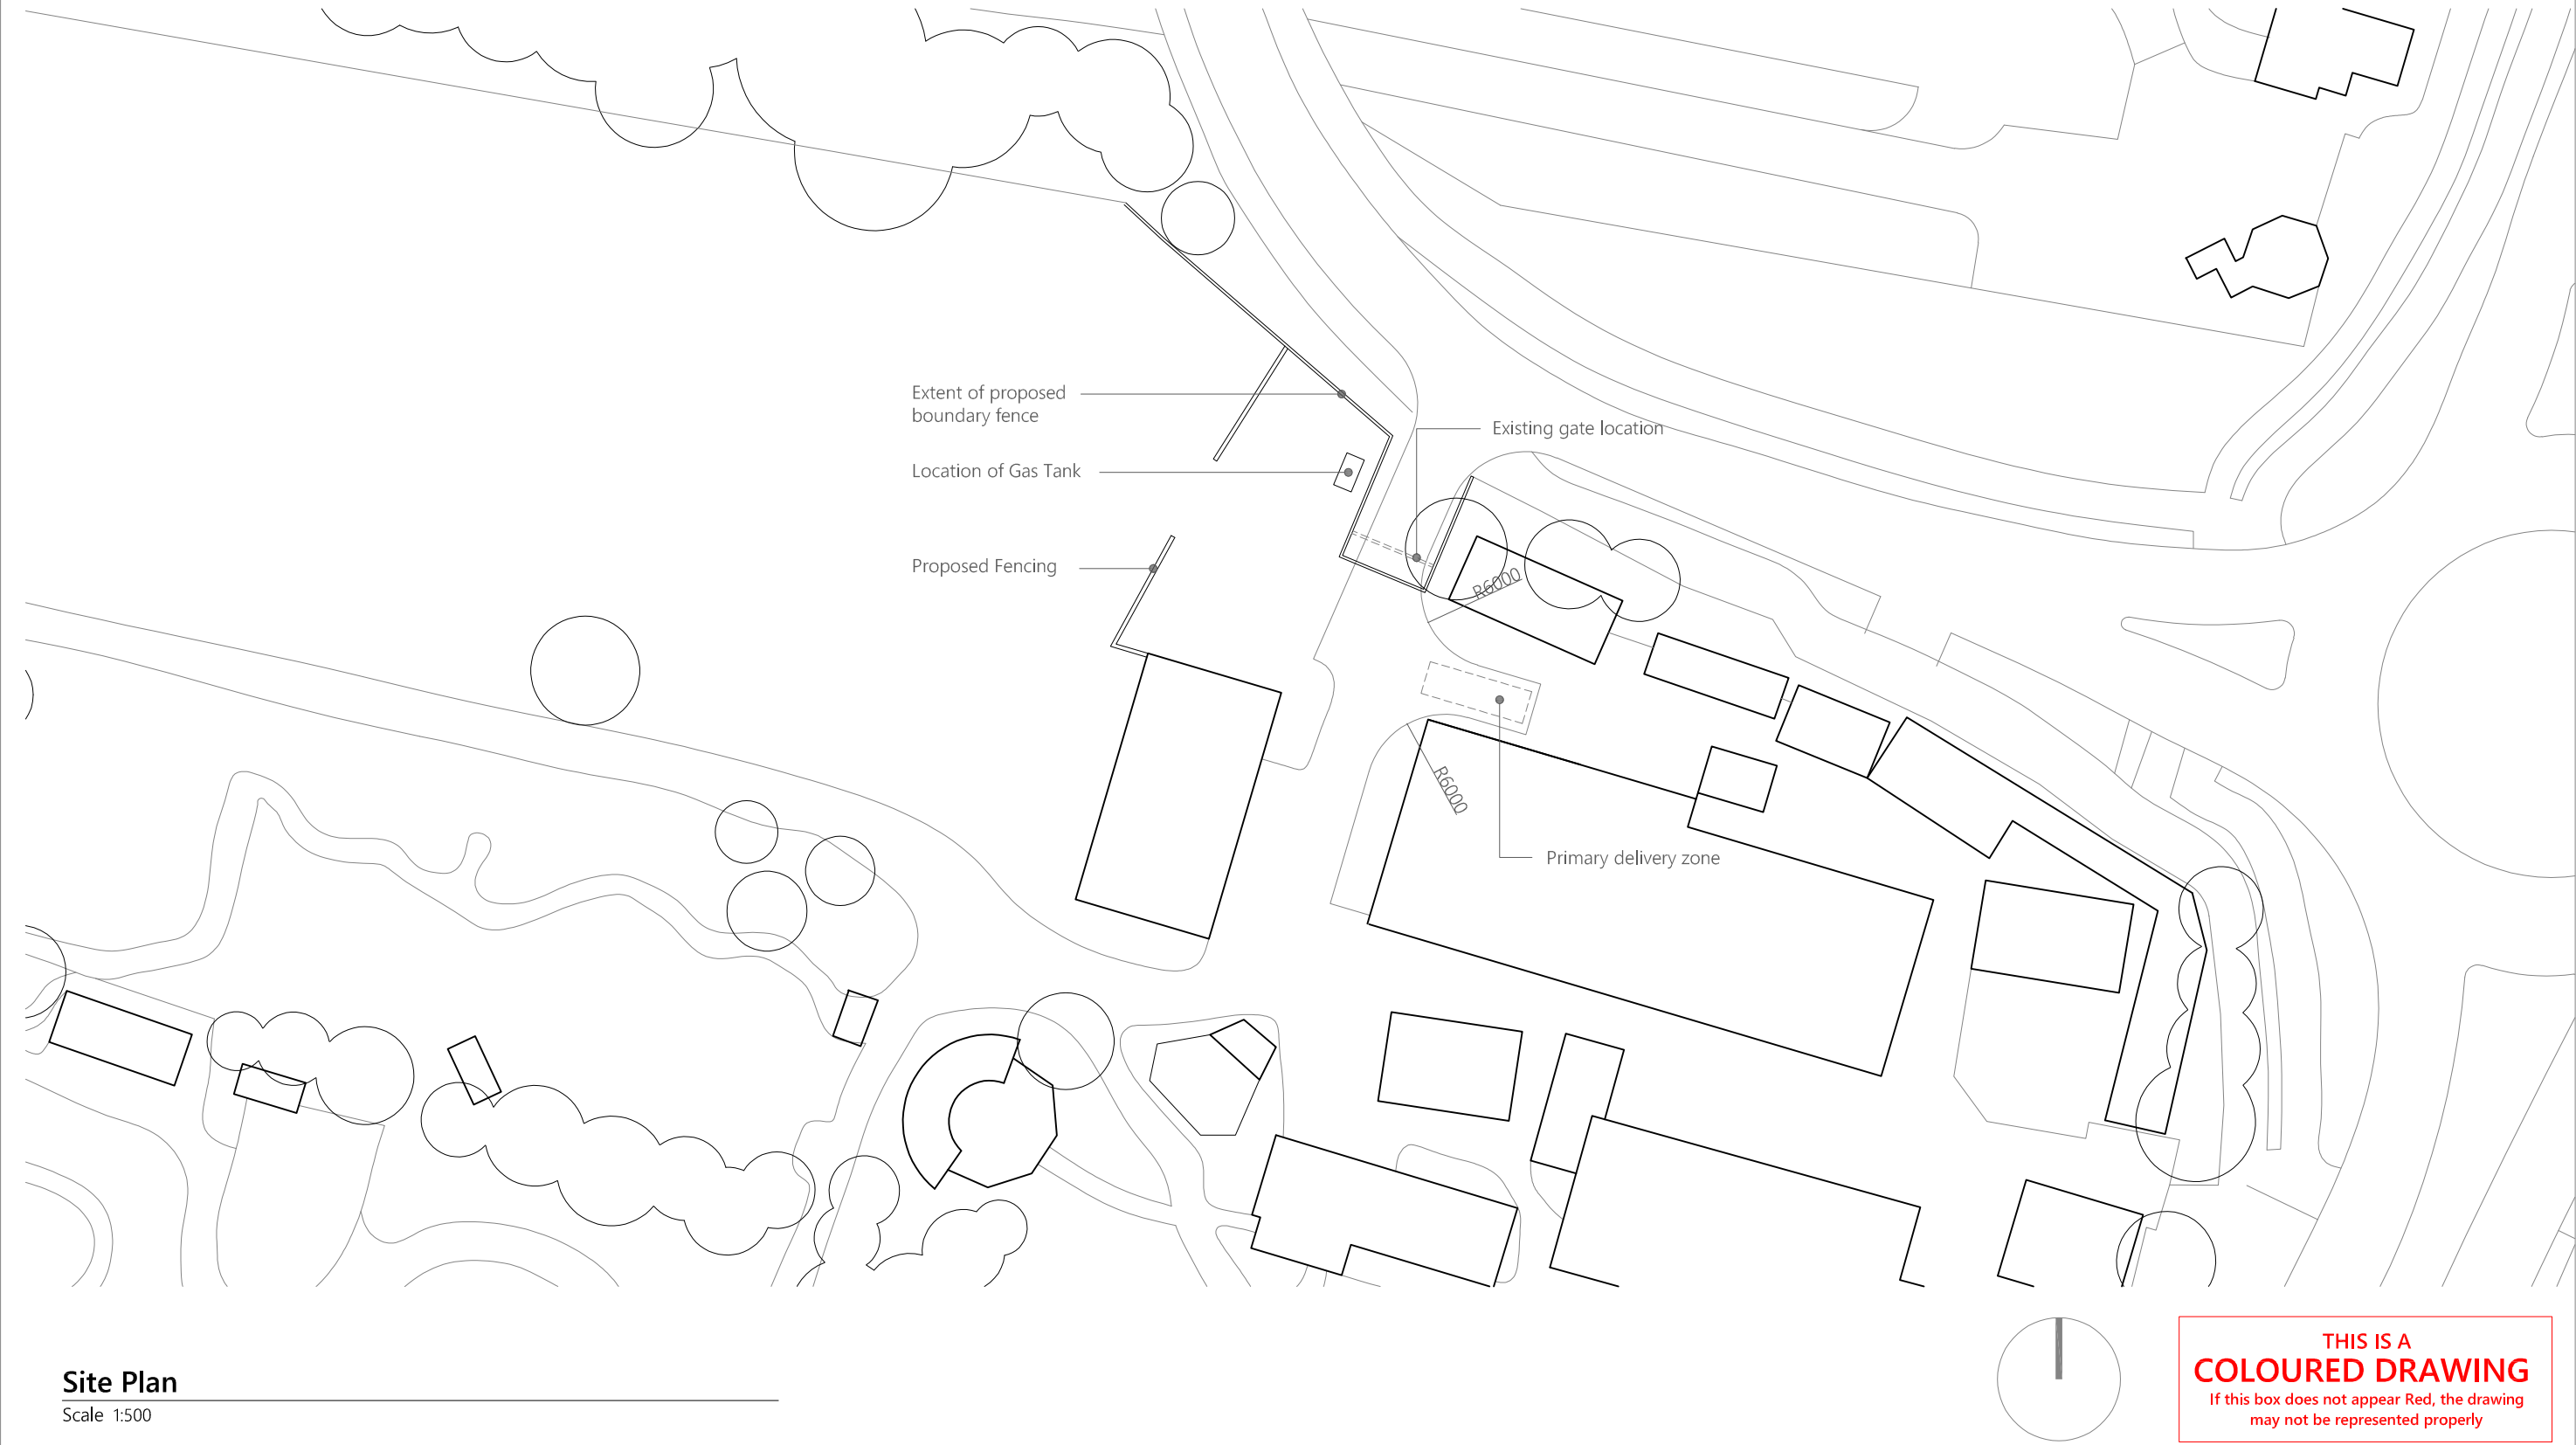 Extent of proposed
boundary fence
Existing gate location
Location of Gas Tank
Proposed Fencing
R6000
R6000
Primary delivery zone
Site Plan
Scale 1:500
THIS IS A
COLOURED DRAWING
If this box does not appear Red, the drawing
may not be represented properly